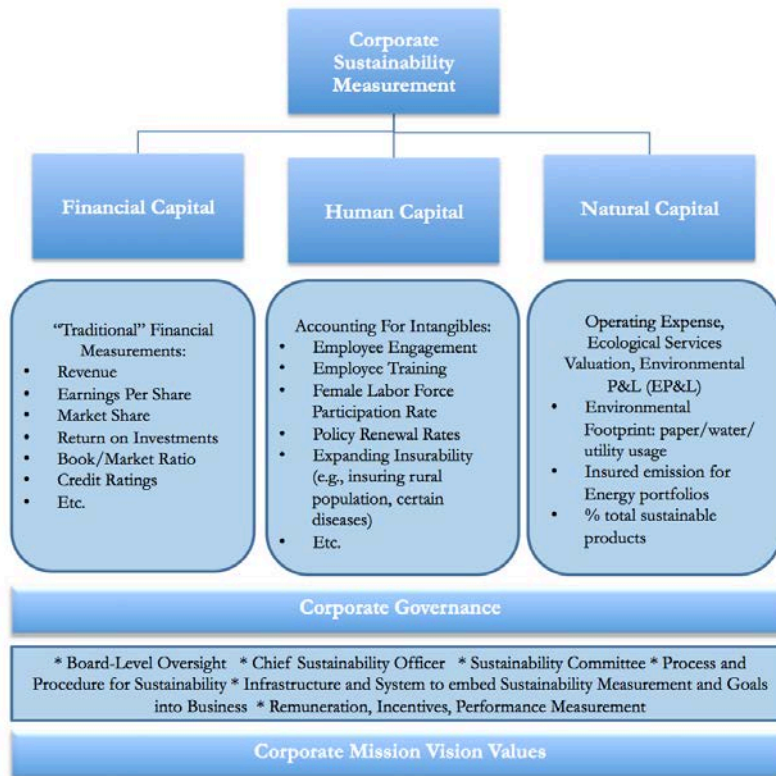 Corporate
Sustainability
Measurement
Financial Capital
Human Capital
Natural Capital
“Traditional” Financial
Measurements:
• Revenue
• Earnings Per Share
• Market Share
• Return on Investments
• Book/Market Ratio
• Credit Ratings
• Etc.
Accounting For Intangibles:
• Employee Engagement
• Employee Training
• Female Labor Force
Participation Rate
• Policy Renewal Rates
• Expanding Insurability
(e.g., insuring rural
population, certain
diseases)
• Etc.
Operating Expense,
Ecological Services
Valuation, Environmental
P&L (EP&L)
• Environmental
Footprint: paper/water/
utility usage
• Insured emission for
Energy portfolios
• % total sustainable
products
Corporate Governance
* Board-Level Oversight * Chief Sustainability Officer * Sustainability Committee * Process and
Procedure for Sustainability * Infrastructure and System to embed Sustainability Measurement and Goals
into Business * Remuneration, Incentives, Performance Measurement
Corporate Mission Vision Values